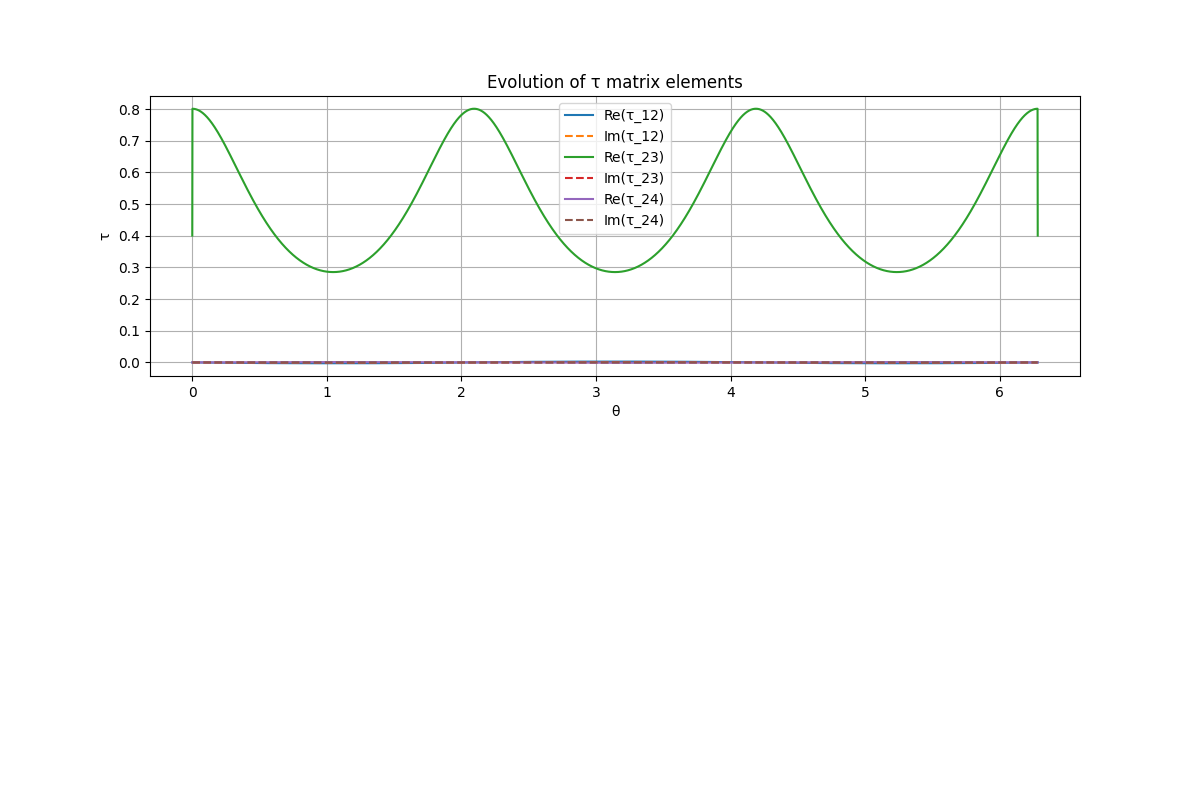 Evolution of τ matrix elements
τ
0.8
0.7
0.6
0.5
0.4
0.3
0.2
0.1
0.0
Re(τ_12)
Im(τ_12)
Re(τ_23)
Im(τ_23)
Re(τ_24)
Im(τ_24)
0 1 2 3 4 5 6
θ